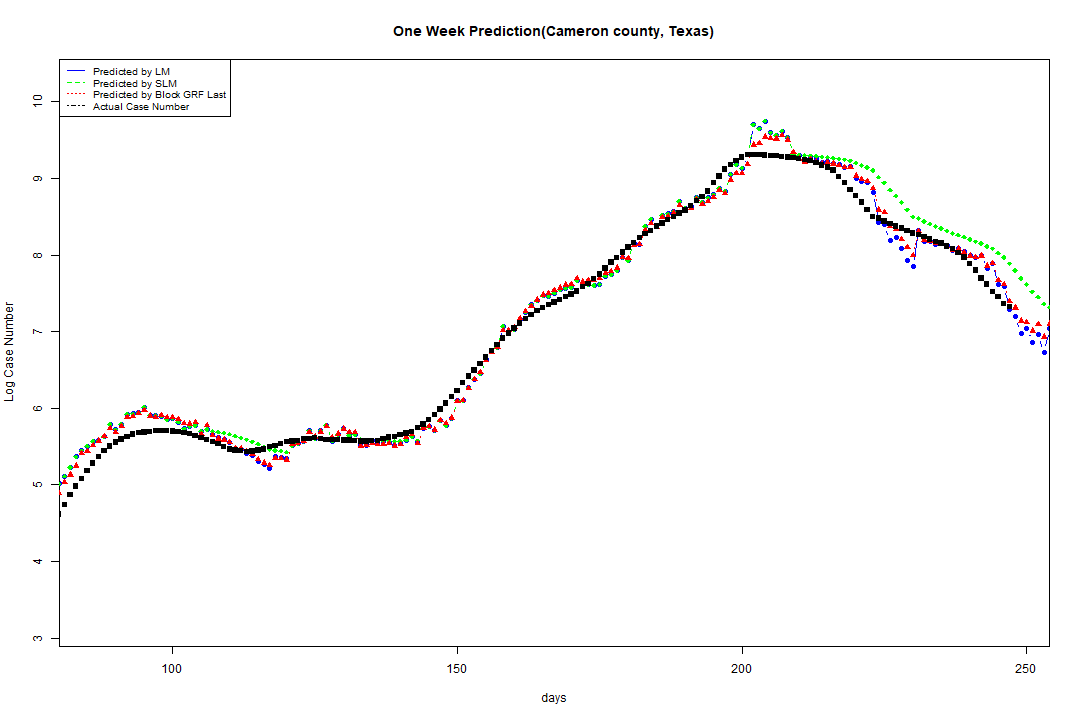 One Week Prediction(Cameron county, Texas)
Predicted by LM
Predicted by SLM
Predicted by Block GRF Last
Actual Case Number
10
9
8
7
6
5
4
3
Log Case Number
100 150 200 250
days